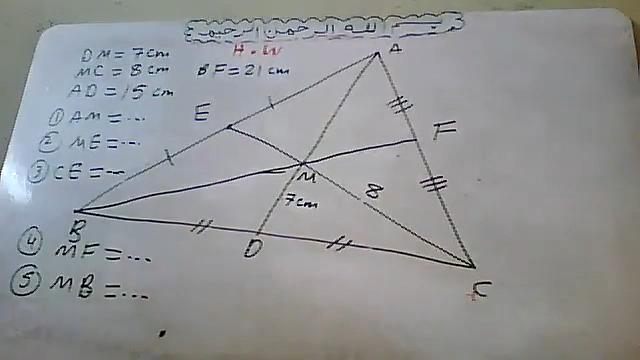 بسم الله الرحمن الرحيم
H.W
DM = 7cm
MC = 8 cm BF = 21 cm
AD = 15 cm
① AM = ...
② ME = ...
③ CE = ...
④ MF = ...
⑤ MB = ...
A
E
F
M
8
7cm
B
D
C